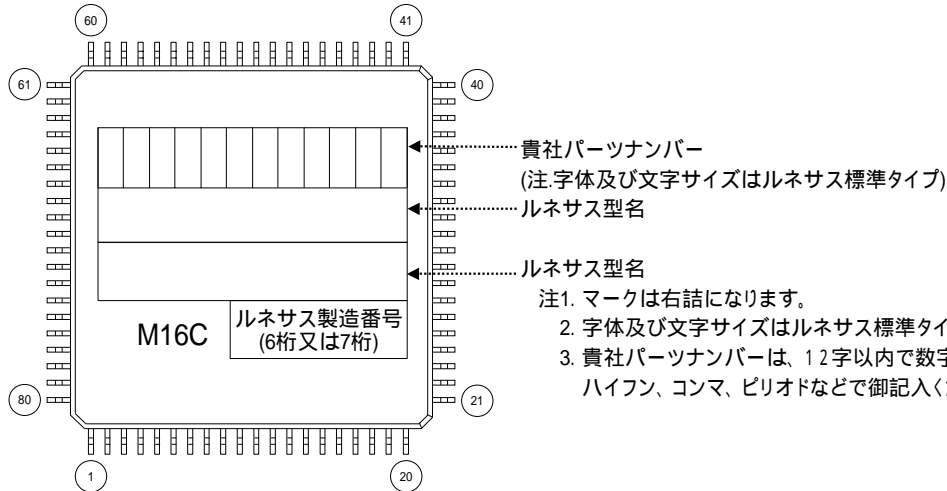 60
41
61
40
貴社パーツナンバー
(注.字体及び文字サイズはルネサス標準タイプ)
ルネサス型名
ルネサス型名
注1. マークは右詰になります。
2. 字体及び文字サイズはルネサス標準タイ
3. 貴社パーツナンバーは、12字以内で数字
ハイフン、コンマ、ピリオドなどで御記入く
M16C
ルネサス製造番号
(6桁又は7桁)
80
21
1
20